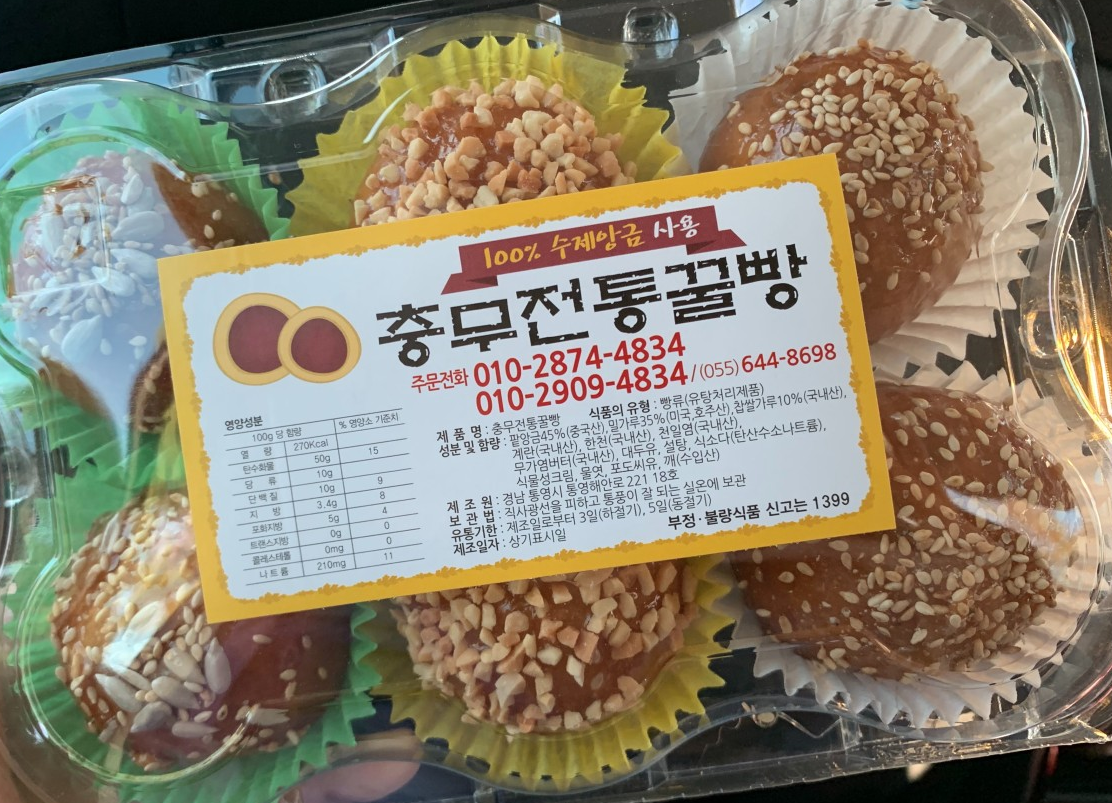 100% 수제앙금 사용
충무전통꿀빵
주문전화 010-2874-4834
010-2909-4834 / (055) 644-8698
영양성분
100g 당 함량 % 영양소 기준치
열 량 270Kcal
탄수화물 50g 15
당 류 10g
단백질 10g 9
지 방 3.4g 8
포화지방 5g 4
트랜스지방 0g 0
콜레스테롤 0mg 0
나트륨 210mg 11
제 품 명 : 충무전통꿀빵 식품의 유형 : 빵류(유탕처리제품)
성분 및 함량 : 팥앙금45%(중국산), 밀가루35%(미국,호주산), 찹쌀가루10%(국내산),
계란(국내산), 한천(국내산), 천일염(국내산),
무가염버터(국내산), 대두유, 설탕, 식소다(탄산수소나트륨),
식물성크림, 물엿, 포도씨유, 깨(수입산)
제 조 원 : 경남 통영시 통영해안로 221 18호
보 관 법 : 직사광선을 피하고 통풍이 잘 되는 실온에 보관
유통기한 : 제조일로부터 3일(하절기), 5일(동절기)
제조일자 : 상기표시일
부정·불량식품 신고는 1399